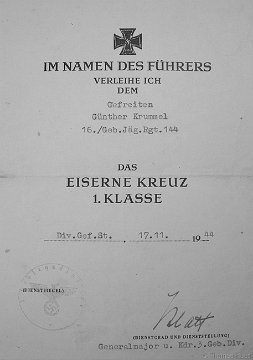 IM NAMEN DES FÜHRERS
VERLEIHE ICH
DEM
Gefreiten
Günther Krummel
16./Geb.Jäg.Rgt.144
DAS
EISERNE KREUZ
1. KLASSE
Div.Gef.St. , 17.11. 1944
(DIENSTSIEGEL)
(DIENSTGRAD UND DIENSTSTELLUNG)
Generalmajor u. Kdr.3.Geb.Div.